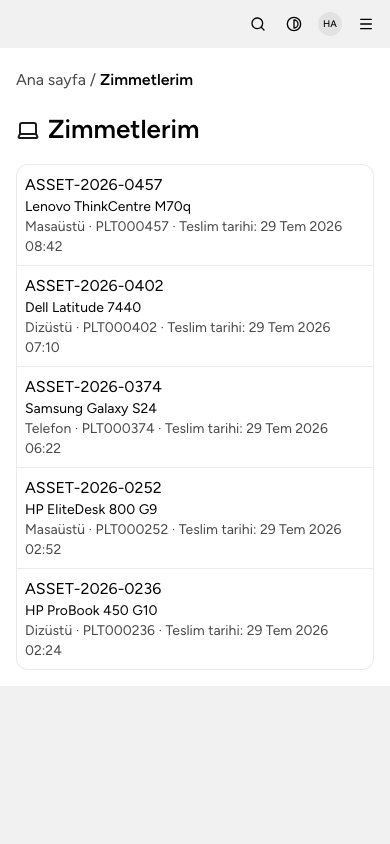 HA
Ana sayfa / Zimmetlerim
Zimmetlerim
ASSET-2026-0457
Lenovo ThinkCentre M70q
Masaüstü · PLT000457 · Teslim tarihi: 29 Tem 2026
08:42
ASSET-2026-0402
Dell Latitude 7440
Dizüstü · PLT000402 · Teslim tarihi: 29 Tem 2026
07:10
ASSET-2026-0374
Samsung Galaxy S24
Telefon · PLT000374 · Teslim tarihi: 29 Tem 2026
06:22
ASSET-2026-0252
HP EliteDesk 800 G9
Masaüstü · PLT000252 · Teslim tarihi: 29 Tem 2026
02:52
ASSET-2026-0236
HP ProBook 450 G10
Dizüstü · PLT000236 · Teslim tarihi: 29 Tem 2026
02:24